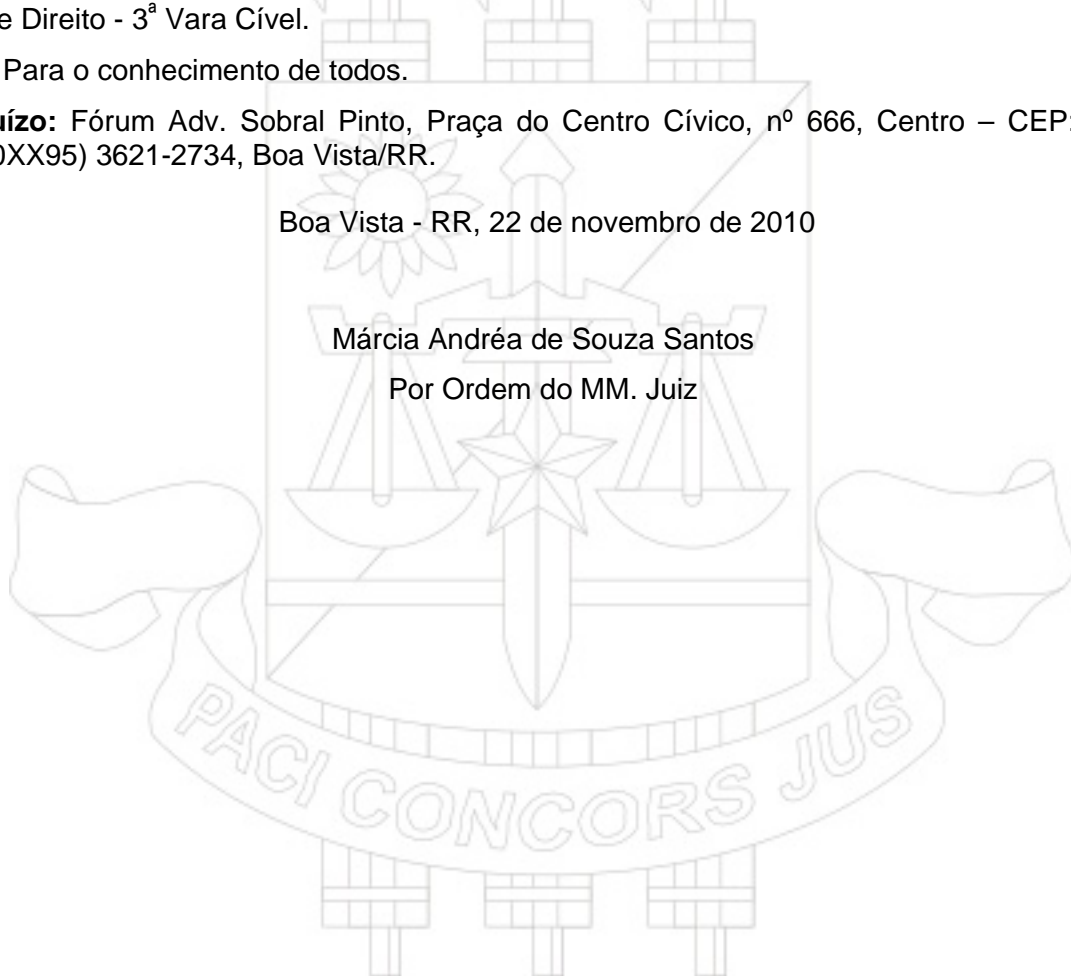 e Direito - 3ª Vara Cível.
Para o conhecimento de todos.
uízo: Fórum Adv. Sobral Pinto, Praça do Centro Cívico, nº 666, Centro – CEP:
0XX95) 3621-2734, Boa Vista/RR.
Boa Vista - RR, 22 de novembro de 2010
Márcia Andréa de Souza Santos
Por Ordem do MM. Juiz
PACI CONCORS JUS